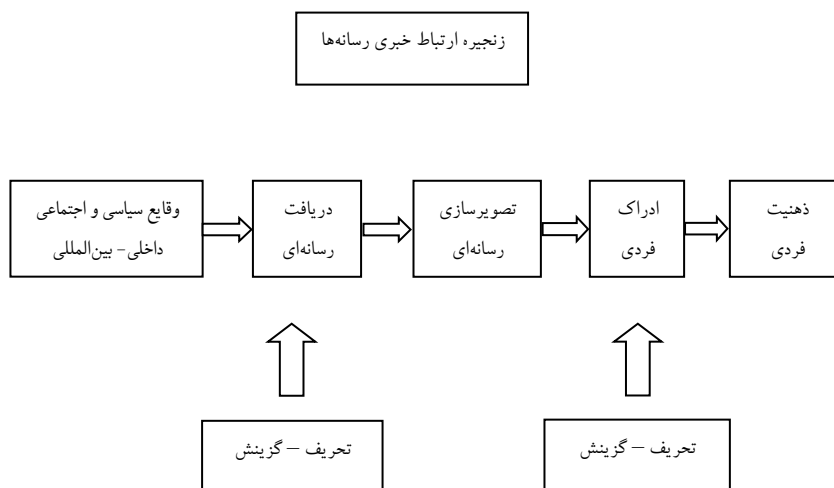 زنجیره ارتباط خبری رسانه‌ها
وقایع سیاسی و اجتماعی
داخلی- بین‌المللی
دریافت
رسانه‌ای
تصویرسازی
رسانه‌ای
ادراک
فردی
ذهنیت
فردی
تحریف – گزینش
تحریف – گزینش